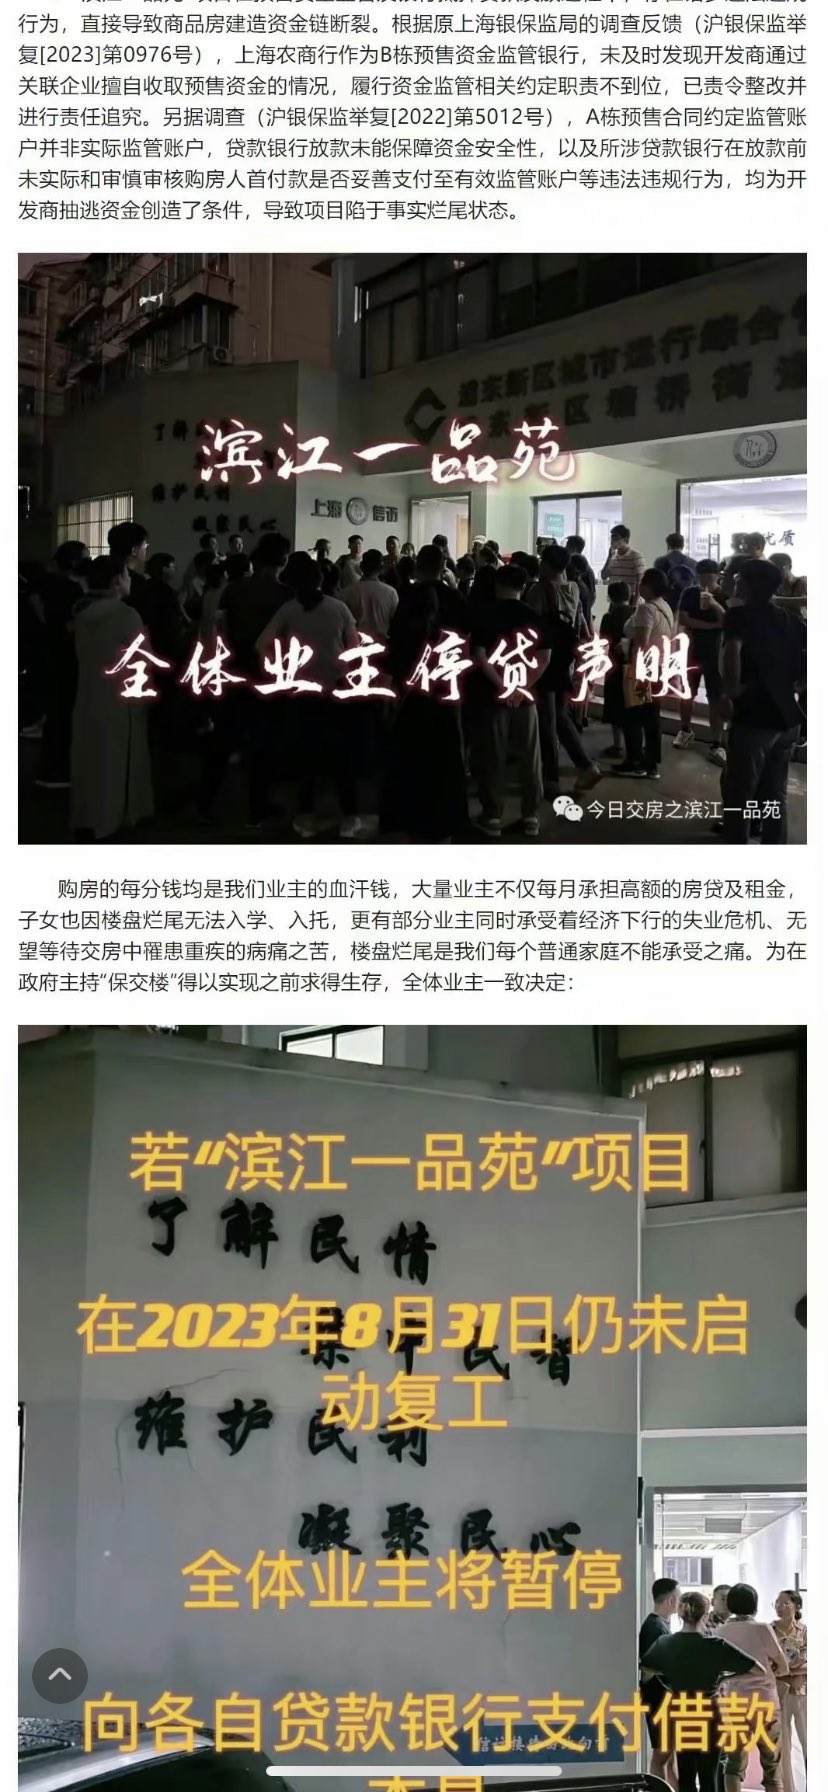 行为，直接导致商品房建造资金链断裂。根据原上海银保监局的调查反馈（沪银保监举
复[2023]第0976号），上海农商行作为B栋预售资金监管银行，未及时发现开发商通过
关联企业擅自收取预售资金的情况，履行资金监管相关约定职责不到位，已责令整改并
进行责任追究。另据调查（沪银保监举复[2022]第5012号），A栋预售合同约定监管账
户并非实际监管账户，贷款银行放款未能保障资金安全性，以及所涉贷款银行在放款前
未实际和审慎审核购房人首付款是否妥善支付至有效监管账户等违法违规行为，均为开
发商抽逃资金创造了条件，导致项目陷于事实烂尾状态。
浦东新区城市运行综合管
浦东新区塘桥街道
了解民
维护民利
凝聚民心
上海 信访
优质
滨江一品苑
全体业主停贷声明
今日交房之滨江一品苑
购房的每分钱均是我们业主的血汗钱，大量业主不仅每月承担高额的房贷及租金，
子女也因楼盘烂尾无法入学、入托，更有部分业主同时承受着经济下行的失业危机、无
望等待交房中罹患重疾的病痛之苦，楼盘烂尾是我们每个普通家庭不能承受之痛。为在
政府主持“保交楼”得以实现之前求得生存，全体业主一致决定：
若“滨江一品苑”项目
了解民情
在2023年8月31日仍未启
集中民智
动复工
维护民利
凝聚民心
全体业主将暂停
向各自贷款银行支付借款